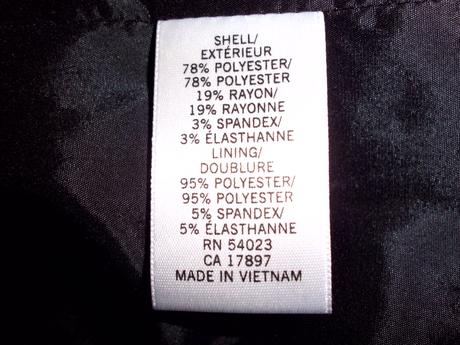 SHELL/
EXTÉRIEUR
78% POLYESTER/
78% POLYESTER
19% RAYON/
19% RAYONNE
3% SPANDEX/
3% ÉLASTHANNE
LINING/
DOUBLURE
95% POLYESTER/
95% POLYESTER
5% SPANDEX/
5% ÉLASTHANNE
RN 54023
CA 17897
MADE IN VIETNAM